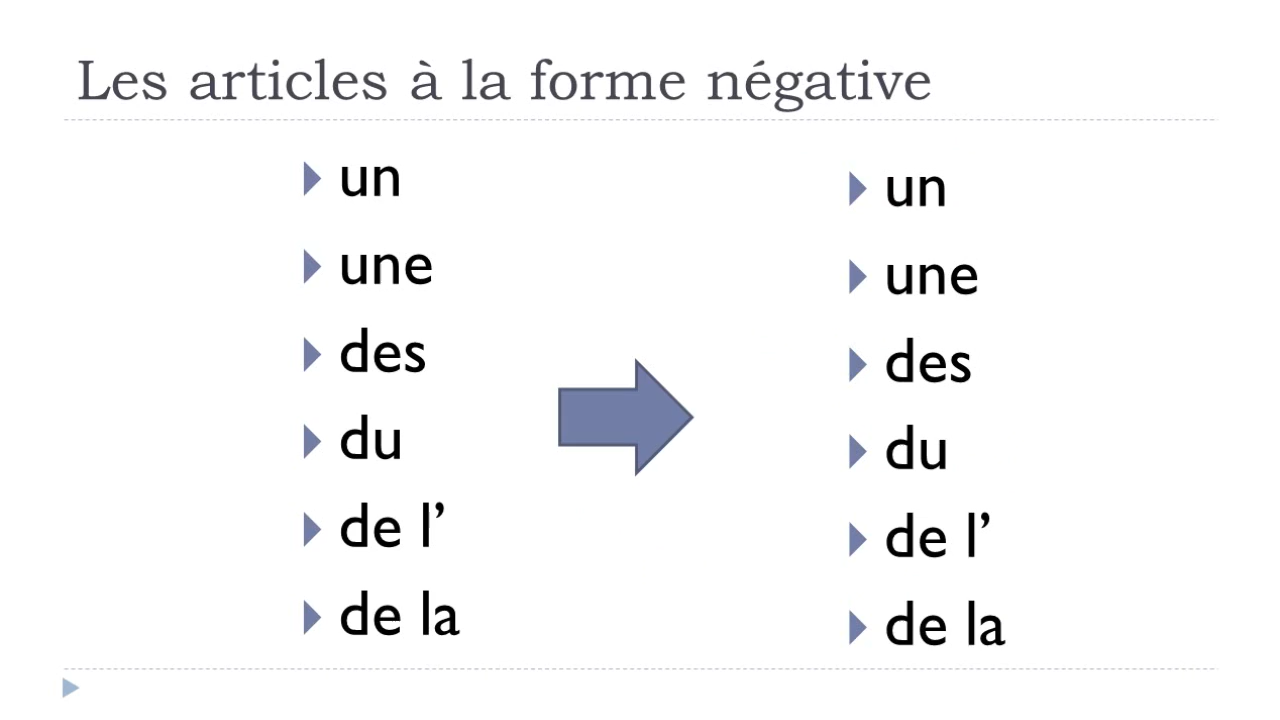 Les articles à la forme négative
un
une
des
du
de l’
de la
un
une
des
du
de l’
de la